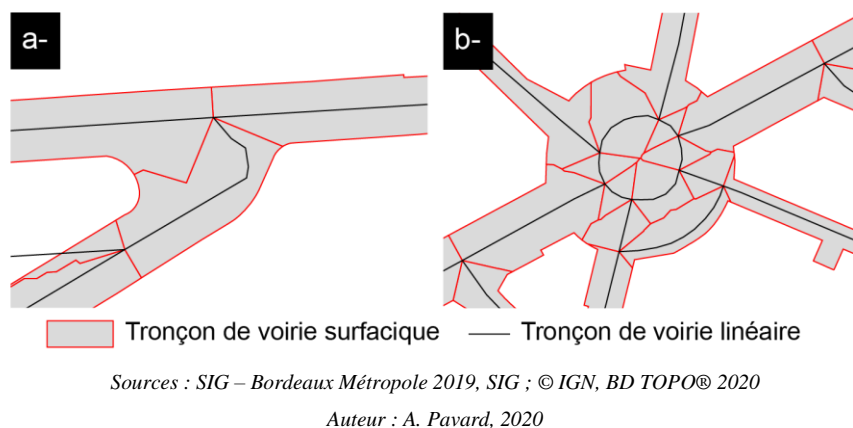 a-
b-
Tronçon de voirie surfacique
Tronçon de voirie linéaire
Sources : SIG – Bordeaux Métropole 2019, SIG ; © IGN, BD TOPO® 2020
Auteur : A. Pavard, 2020